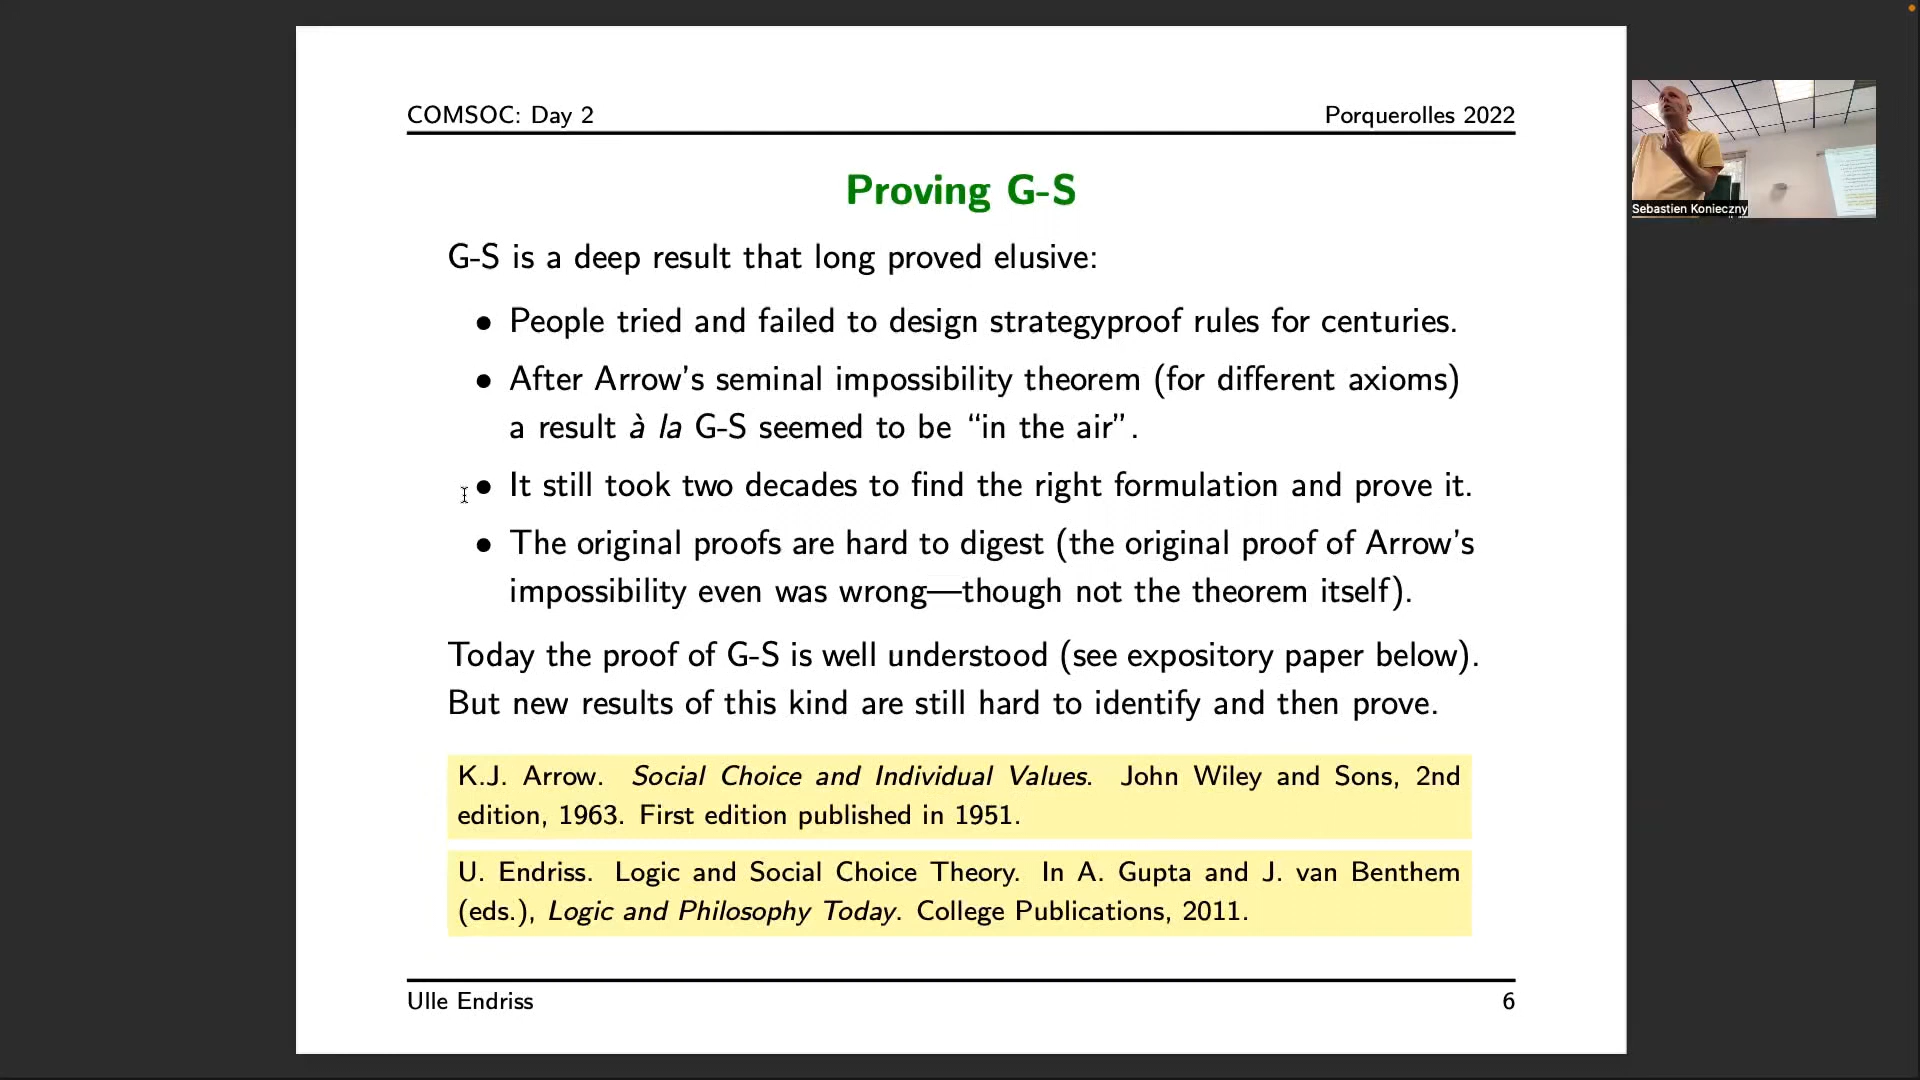 COMSOC: Day 2
Porquerolles 2022
Proving G-S
G-S is a deep result that long proved elusive:
• People tried and failed to design strategyproof rules for centuries.
• After Arrow's seminal impossibility theorem (for different axioms)
a result à la G-S seemed to be “in the air”.
• It still took two decades to find the right formulation and prove it.
• The original proofs are hard to digest (the original proof of Arrow's
impossibility even was wrong—though not the theorem itself).
Today the proof of G-S is well understood (see expository paper below).
But new results of this kind are still hard to identify and then prove.
K.J. Arrow. Social Choice and Individual Values. John Wiley and Sons, 2nd
edition, 1963. First edition published in 1951.
U. Endriss. Logic and Social Choice Theory. In A. Gupta and J. van Benthem
(eds.), Logic and Philosophy Today. College Publications, 2011.
Ulle Endriss
6
Sebastien Konieczny